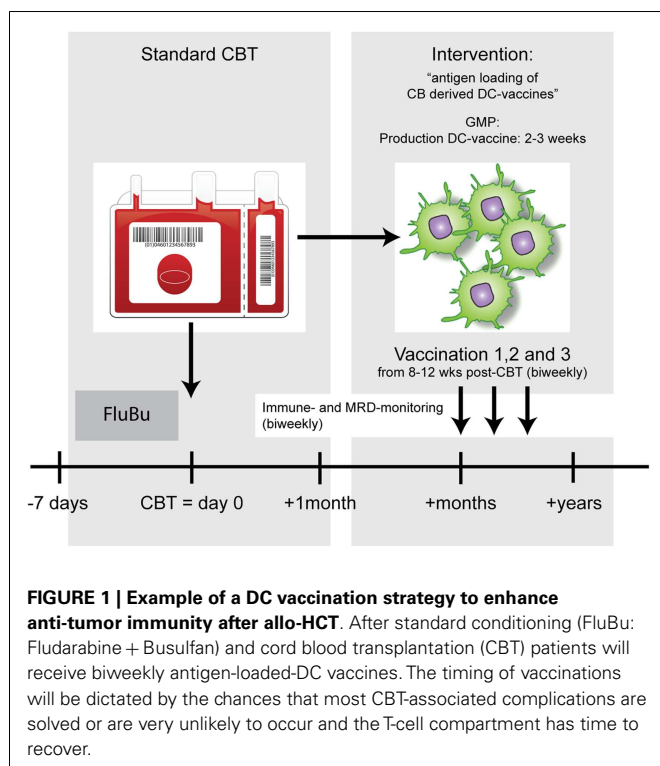 Standard CBT
Intervention:
“antigen loading of
CB derived DC-vaccines”
GMP:
Production DC-vaccine: 2-3 weeks
(01)04601234567895
(01)04601234567895
Vaccination 1,2 and 3
from 8-12 wks post-CBT (biweekly)
FluBu
Immune- and MRD-monitoring
(biweekly)
-7 days
CBT = day 0
+1month
+months
+years
FIGURE 1 | Example of a DC vaccination strategy to enhance
anti-tumor immunity after allo-HCT. After standard conditioning (FluBu:
Fludarabine + Busulfan) and cord blood transplantation (CBT) patients will
receive biweekly antigen-loaded-DC vaccines. The timing of vaccinations
will be dictated by the chances that most CBT-associated complications are
solved or are very unlikely to occur and the T-cell compartment has time to
recover.